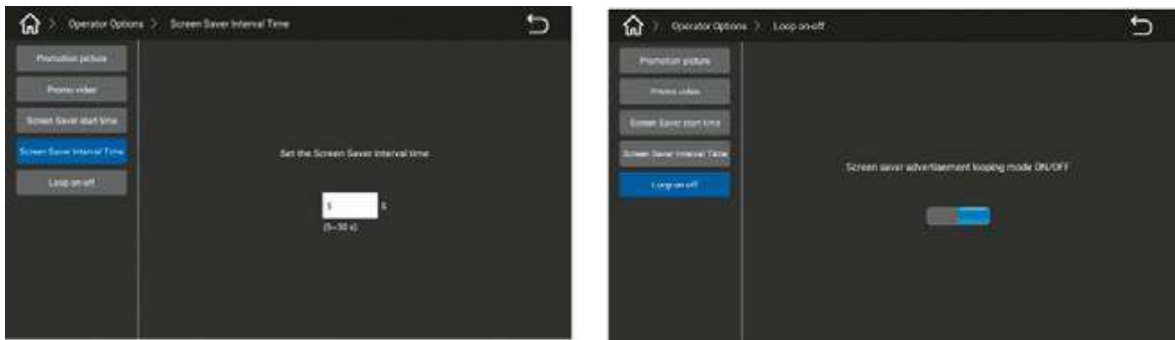 Operator Options > Screen Saver Interval Time
Promotion picture
Promo video
Screen Saver start time
Screen Saver Interval Time
Loop on-off
Set the Screen Saver Interval time
5 s
(5~30 s)
Operator Options > Loop on-off
Promotion picture
Promo video
Screen Saver start time
Screen Saver Interval Time
Loop on-off
Screen saver advertisement looping mode ON/OFF